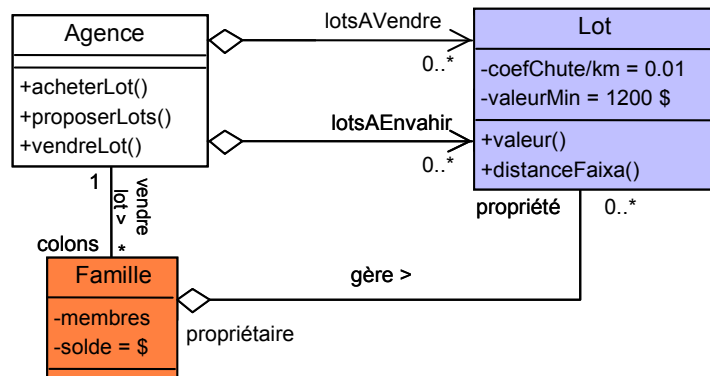 Agence
+acheterLot()
+proposerLots()
+vendreLot()
lotsAVendre
0..*
lotsAEnvahir
0..*
Lot
-coefChute/km = 0.01
-valeurMin = 1200 $
+valeur()
+distanceFaixa()
1
vendre
lot >
colons
*
propriété
0..*
Famille
-membres
-solde = $
gère >
propriétaire